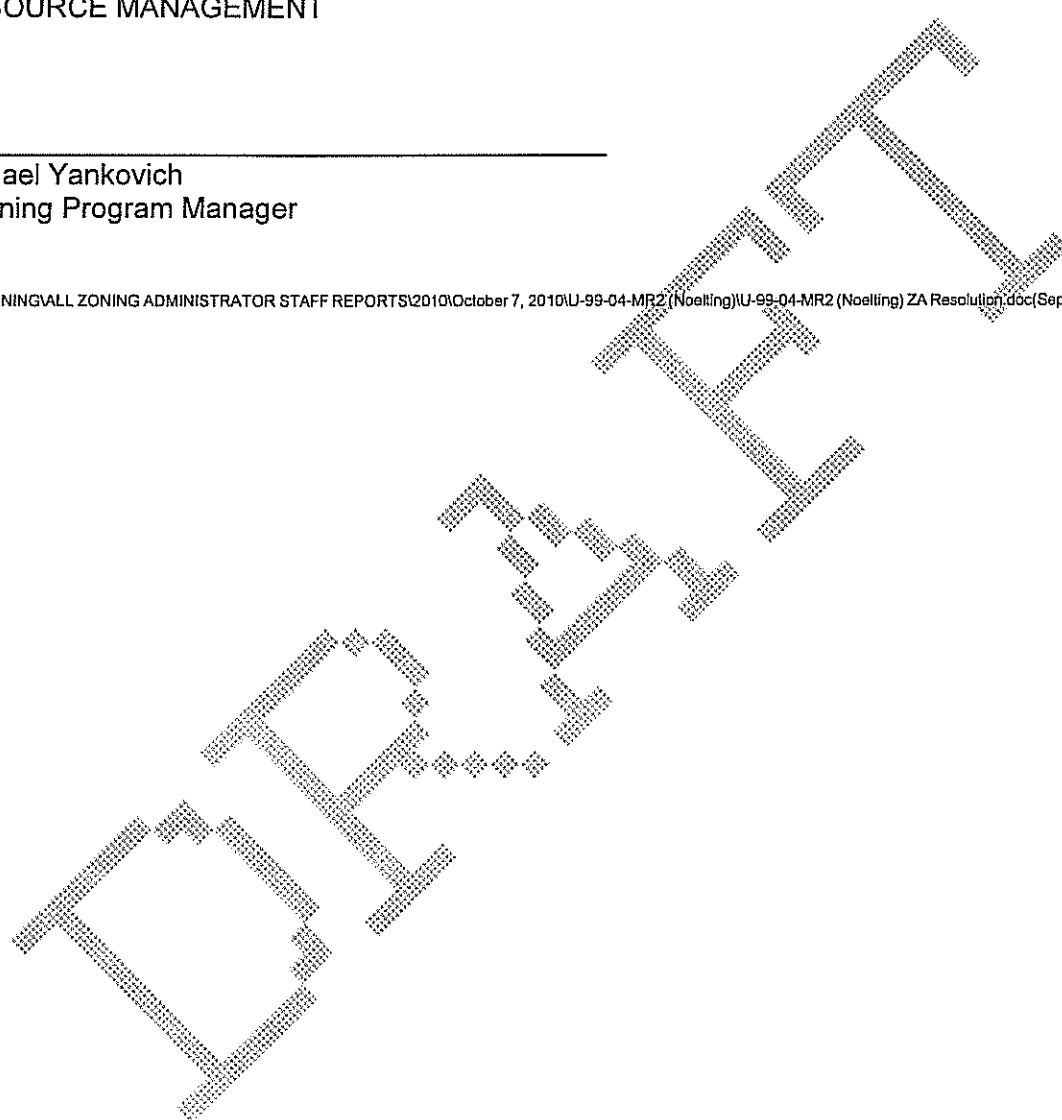 SOURCE MANAGEMENT
ael Yankovich
ning Program Manager
NING\ALL ZONING ADMINISTRATOR STAFF REPORTS\2010\October 7, 2010\U-99-04-MR2 (Noelting)\U-99-04-MR2 (Noelting) ZA Resolution.doc(Sep
DRAFT